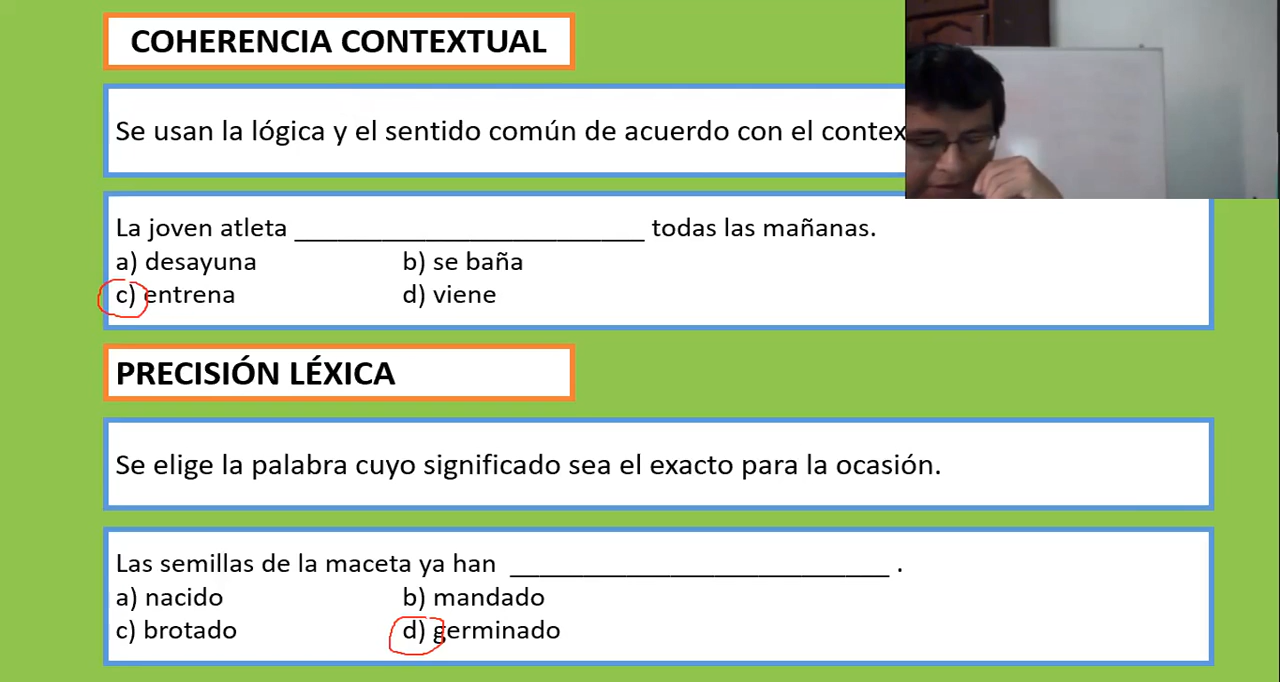 COHERENCIA CONTEXTUAL
Se usan la lógica y el sentido común de acuerdo con el contex
La joven atleta ________________________ todas las mañanas.
a) desayuna b) se baña
c) entrena d) viene
PRECISIÓN LÉXICA
Se elige la palabra cuyo significado sea el exacto para la ocasión.
Las semillas de la maceta ya han __________________________ .
a) nacido b) mandado
c) brotado d) germinado